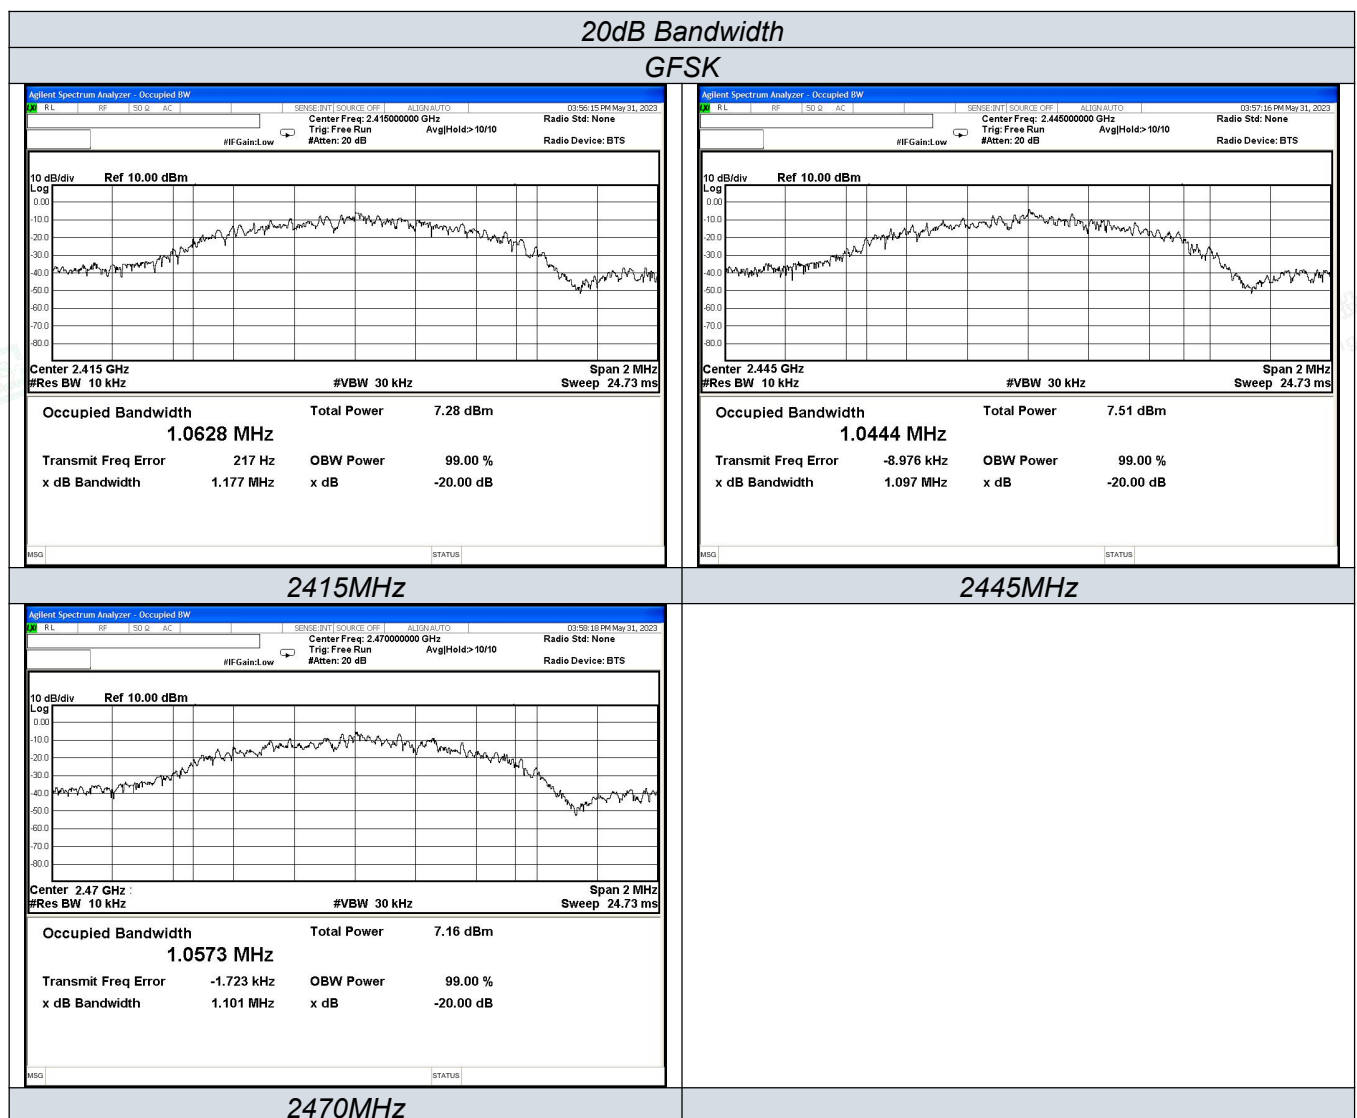 20dB Bandwidth
GFSK
Agilent Spectrum Analyzer - Occupied BW
LXI RL RF 50 Ω AC SENSE:INT SOURCE OFF ALIGN AUTO 03:56:15 PM May 31, 2023
Center Freq: 2.415000000 GHz Radio Std: None
Trig: Free Run Avg|Hold:> 10/10
#IFGain:Low #Atten: 20 dB Radio Device: BTS
10 dB/div Ref 10.00 dBm
Log
0.00
-10.0
-20.0
-30.0
-40.0
-50.0
-60.0
-70.0
-80.0
Center 2.415 GHz Span 2 MHz
#Res BW 10 kHz #VBW 30 kHz Sweep 24.73 ms
Occupied Bandwidth Total Power 7.28 dBm
1.0628 MHz
Transmit Freq Error 217 Hz OBW Power 99.00 %
x dB Bandwidth 1.177 MHz x dB -20.00 dB
MSG STATUS
2415MHz
Agilent Spectrum Analyzer - Occupied BW
LXI RL RF 50 Ω AC SENSE:INT SOURCE OFF ALIGN AUTO 03:57:16 PM May 31, 2023
Center Freq: 2.445000000 GHz Radio Std: None
Trig: Free Run Avg|Hold:> 10/10
#IFGain:Low #Atten: 20 dB Radio Device: BTS
10 dB/div Ref 10.00 dBm
Log
0.00
-10.0
-20.0
-30.0
-40.0
-50.0
-60.0
-70.0
-80.0
Center 2.445 GHz Span 2 MHz
#Res BW 10 kHz #VBW 30 kHz Sweep 24.73 ms
Occupied Bandwidth Total Power 7.51 dBm
1.0444 MHz
Transmit Freq Error -8.976 kHz OBW Power 99.00 %
x dB Bandwidth 1.097 MHz x dB -20.00 dB
MSG STATUS
2445MHz
Agilent Spectrum Analyzer - Occupied BW
LXI RL RF 50 Ω AC SENSE:INT SOURCE OFF ALIGN AUTO 03:58:18 PM May 31, 2023
Center Freq: 2.470000000 GHz Radio Std: None
Trig: Free Run Avg|Hold:> 10/10
#IFGain:Low #Atten: 20 dB Radio Device: BTS
10 dB/div Ref 10.00 dBm
Log
0.00
-10.0
-20.0
-30.0
-40.0
-50.0
-60.0
-70.0
-80.0
Center 2.47 GHz Span 2 MHz
#Res BW 10 kHz #VBW 30 kHz Sweep 24.73 ms
Occupied Bandwidth Total Power 7.16 dBm
1.0573 MHz
Transmit Freq Error -1.723 kHz OBW Power 99.00 %
x dB Bandwidth 1.101 MHz x dB -20.00 dB
MSG STATUS
2470MHz